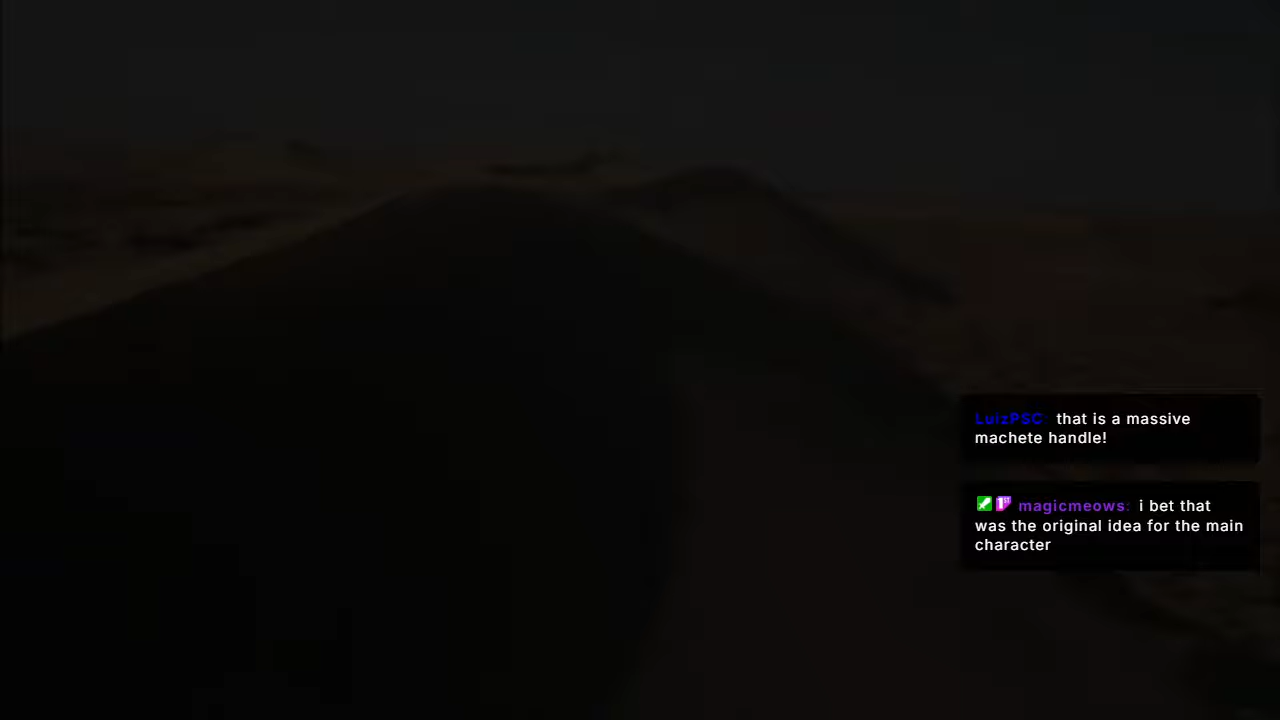 LuizPSC: that is a massive
machete handle!
magicmeows: i bet that
was the original idea for the main
character